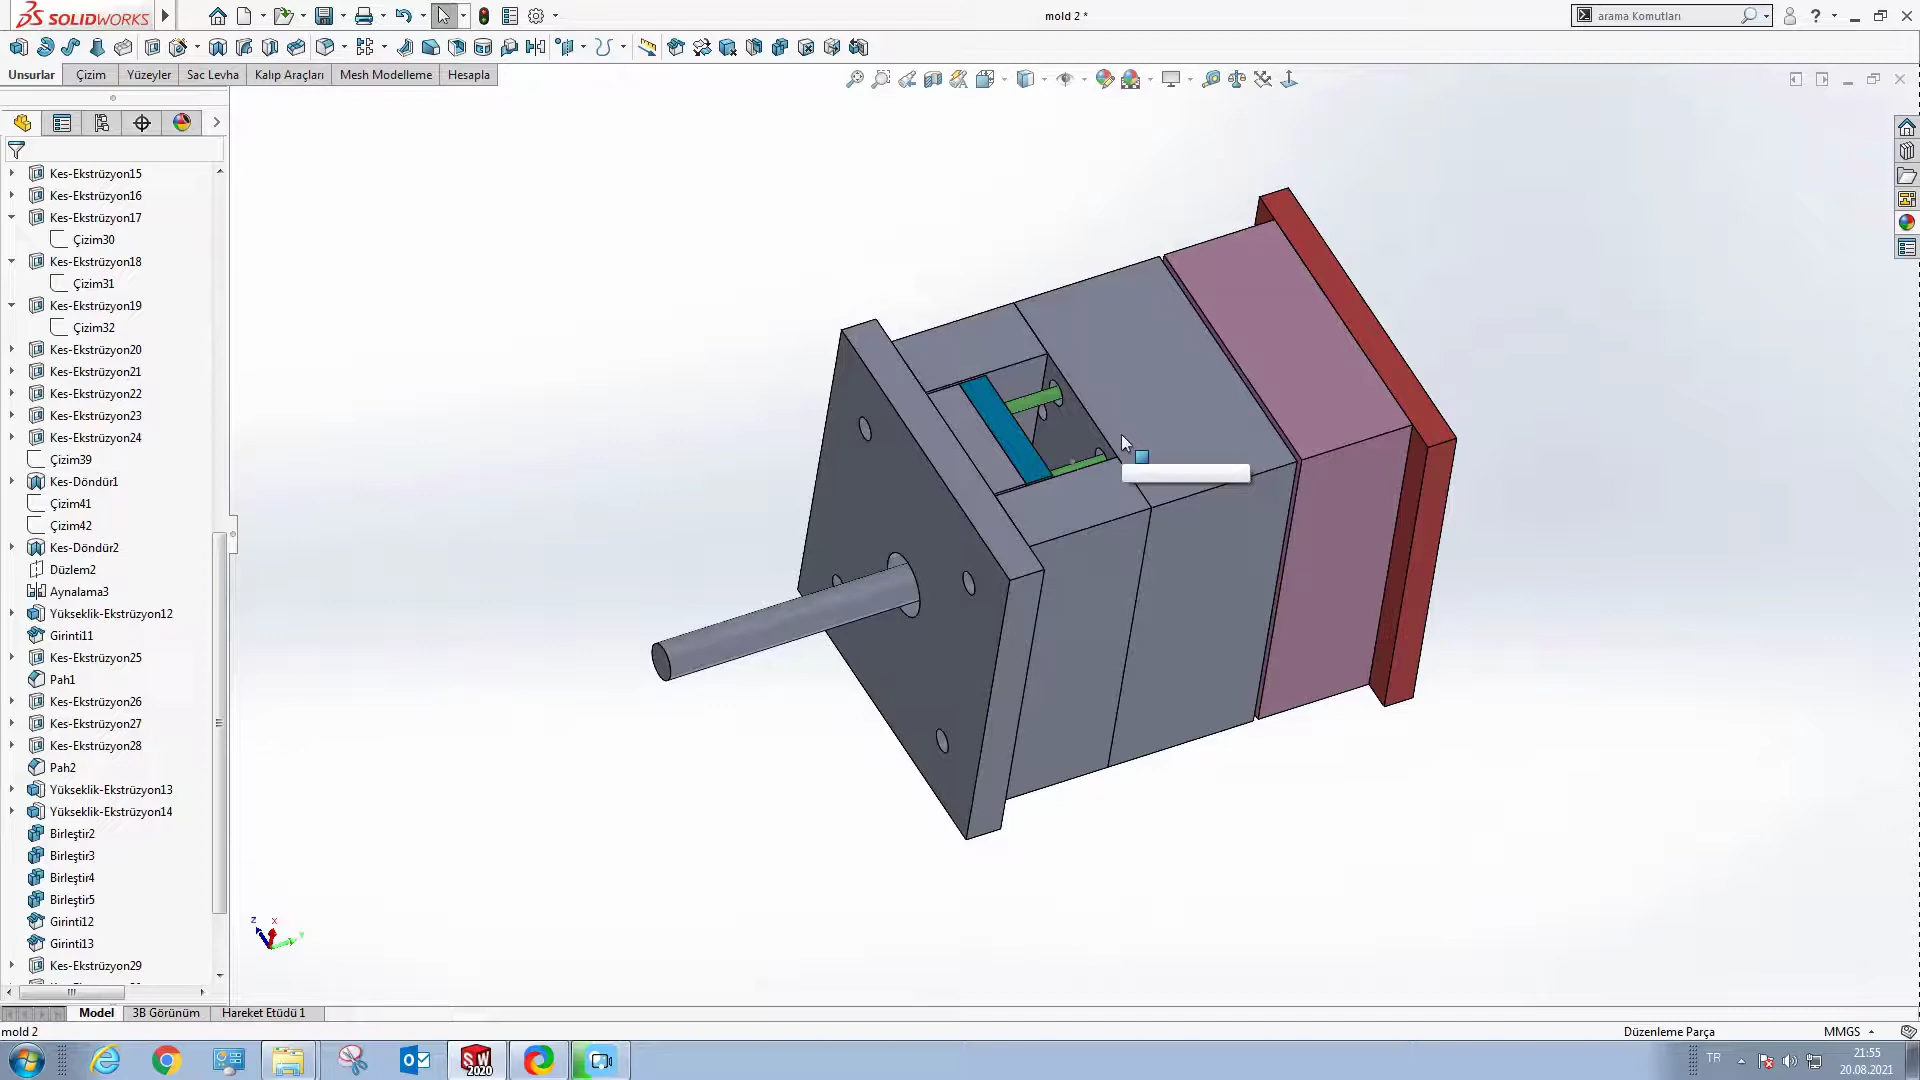 SOLIDWORKS
mold 2 *
arama Komutları
Unsurlar
Çizim
Yüzeyler
Sac Levha
Kalıp Araçları
Mesh Modelleme
Hesapla
Kes-Ekstrüzyon15
Kes-Ekstrüzyon16
Kes-Ekstrüzyon17
Çizim30
Kes-Ekstrüzyon18
Çizim31
Kes-Ekstrüzyon19
Çizim32
Kes-Ekstrüzyon20
Kes-Ekstrüzyon21
Kes-Ekstrüzyon22
Kes-Ekstrüzyon23
Kes-Ekstrüzyon24
Çizim39
Kes-Döndür1
Çizim41
Çizim42
Kes-Döndür2
Düzlem2
Aynalama3
Yükseklik-Ekstrüzyon12
Girinti11
Kes-Ekstrüzyon25
Pah1
Kes-Ekstrüzyon26
Kes-Ekstrüzyon27
Kes-Ekstrüzyon28
Pah2
Yükseklik-Ekstrüzyon13
Yükseklik-Ekstrüzyon14
Birleştir2
Birleştir3
Birleştir4
Birleştir5
Girinti12
Girinti13
Kes-Ekstrüzyon29
Z X Y
Model
3B Görünüm
Hareket Etüdü 1
mold 2
Düzenleme Parça
MMGS
SW 2020
TR
21:55
20.08.2021